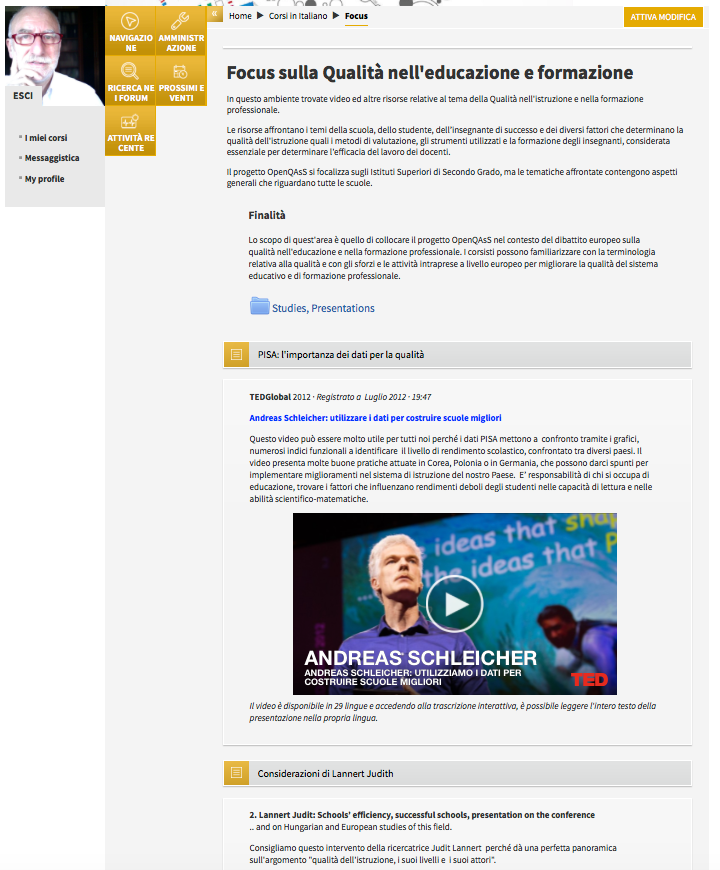 Home ▶ Corsi in Italiano ▶ Focus
ATTIVA MODIFICA
«
NAVIGAZIO
NE
AMMINISTR
AZIONE
RICERCA NE
I FORUM
PROSSIMI E
VENTI
ATTIVITÀ RE
CENTE
ESCI
I miei corsi
Messaggistica
My profile
Focus sulla Qualità nell'educazione e formazione
In questo ambiente trovate video ed altre risorse relative al tema della Qualità nell'istruzione e nella formazione
professionale.
Le risorse affrontano i temi della scuola, dello studente, dell'insegnante di successo e dei diversi fattori che determinano la
qualità dell'istruzione quali i metodi di valutazione, gli strumenti utilizzati e la formazione degli insegnanti, considerata
essenziale per determinare l'efficacia del lavoro dei docenti.
Il progetto OpenQAsS si focalizza sugli Istituti Superiori di Secondo Grado, ma le tematiche affrontate contengono aspetti
generali che riguardano tutte le scuole.
Finalità
Lo scopo di quest'area è quello di collocare il progetto OpenQAsS nel contesto del dibattito europeo sulla
qualità nell'educazione e nella formazione professionale. I corsisti possono familiarizzare con la terminologia
relativa alla qualità e con gli sforzi e le attività intraprese a livello europeo per migliorare la qualità del sistema
educativo e di formazione professionale.
Studies, Presentations
PISA: l'importanza dei dati per la qualità
TEDGlobal 2012 · Registrato a Luglio 2012 · 19:47
Andreas Schleicher: utilizzare i dati per costruire scuole migliori
Questo video può essere molto utile per tutti noi perché i dati PISA mettono a confronto tramite i grafici,
numerosi indici funzionali a identificare il livello di rendimento scolastico, confrontato tra diversi paesi. Il
video presenta molte buone pratiche attuate in Corea, Polonia o in Germania, che possono darci spunti per
implementare miglioramenti nel sistema di istruzione del nostro Paese. E' responsabilità di chi si occupa di
educazione, trovare i fattori che influenzano rendimenti deboli degli studenti nelle capacità di lettura e nelle
abilità scientifico-matematiche.
ideas that
the ideas that
ANDREAS SCHLEICHER
ANDREAS SCHLEICHER: UTILIZZIAMO I DATI PER
COSTRUIRE SCUOLE MIGLIORI
TED
Il video è disponibile in 29 lingue e accedendo alla trascrizione interattiva, è possibile leggere l'intero testo della
presentazione nella propria lingua.
Considerazioni di Lannert Judith
2. Lannert Judit: Schools' efficiency, successful schools, presentation on the conference
.. and on Hungarian and European studies of this field.
Consigliamo questo intervento della ricercatrice Judit Lannert perché dà una perfetta panoramica
sull'argomento "qualità dell'istruzione, i suoi livelli e i suoi attori".